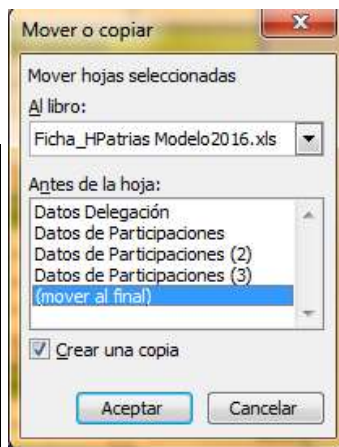 Mover o copiar
Mover hojas seleccionadas
Al libro:
Ficha_HPatrias Modelo2016.xls
Antes de la hoja:
Datos Delegación
Datos de Participaciones
Datos de Participaciones (2)
Datos de Participaciones (3)
(mover al final)
Crear una copia
Aceptar
Cancelar